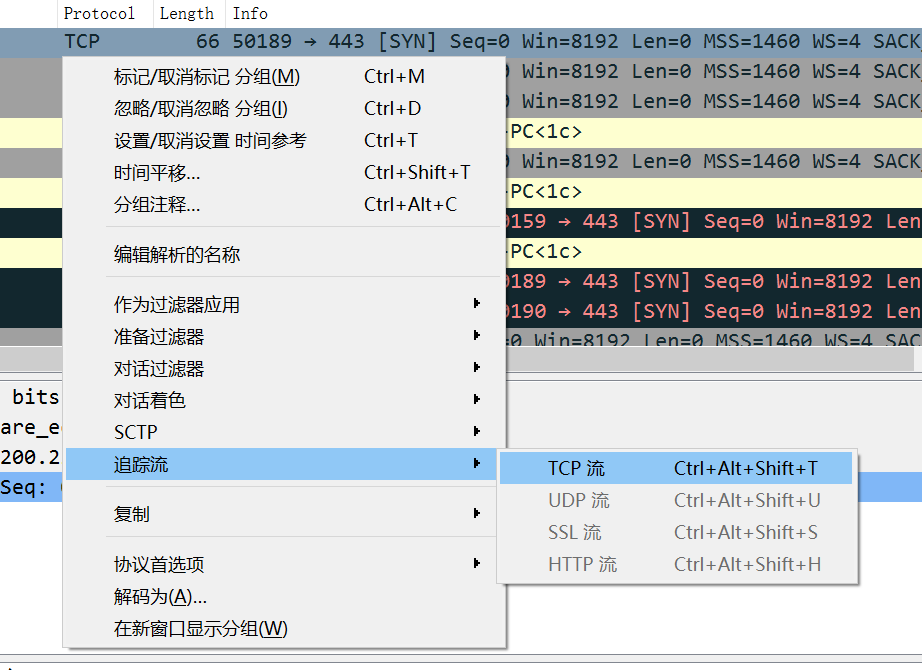 Protocol Length Info
TCP 66 50189 → 443 [SYN] Seq=0 Win=8192 Len=0 MSS=1460 WS=4 SACK
标记/取消标记 分组(M) Ctrl+M Win=8192 Len=0 MSS=1460 WS=4 SACK
忽略/取消忽略 分组(I) Ctrl+D Win=8192 Len=0 MSS=1460 WS=4 SACK
设置/取消设置 时间参考 Ctrl+T PC<1c>
时间平移... Ctrl+Shift+T Win=8192 Len=0 MSS=1460 WS=4 SACK
分组注释... Ctrl+Alt+C PC<1c>
159 → 443 [SYN] Seq=0 Win=8192 Len
编辑解析的名称 PC<1c>
189 → 443 [SYN] Seq=0 Win=8192 Len
作为过滤器应用 190 → 443 [SYN] Seq=0 Win=8192 Len
准备过滤器 =0 Win=8192 Len=0 MSS=1460 WS=4 SAC
对话过滤器
bits 对话着色
are_e SCTP
200.2 追踪流 TCP 流 Ctrl+Alt+Shift+T
Seq: UDP 流 Ctrl+Alt+Shift+U
复制 SSL 流 Ctrl+Alt+Shift+S
协议首选项 HTTP 流 Ctrl+Alt+Shift+H
解码为(A)...
在新窗口显示分组(W)